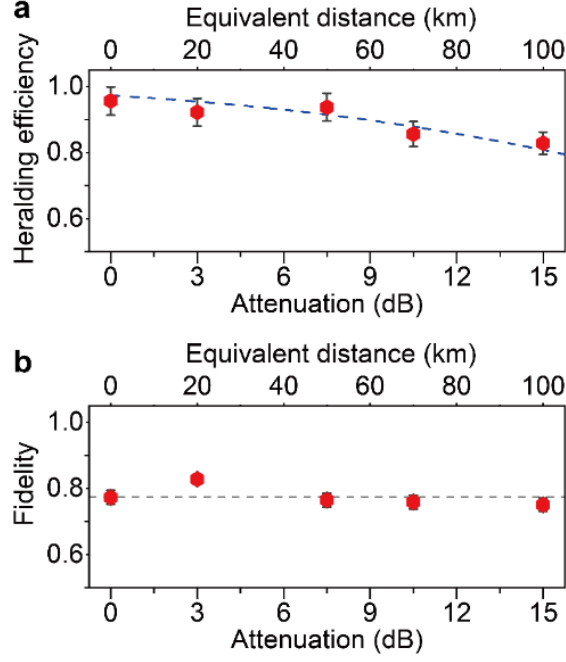 a
Equivalent distance (km)
0 20 40 60 80 100
Heralding efficiency
1.0
0.8
0.6
0 3 6 9 12 15
Attenuation (dB)
b
Equivalent distance (km)
0 20 40 60 80 100
Fidelity
1.0
0.8
0.6
0 3 6 9 12 15
Attenuation (dB)